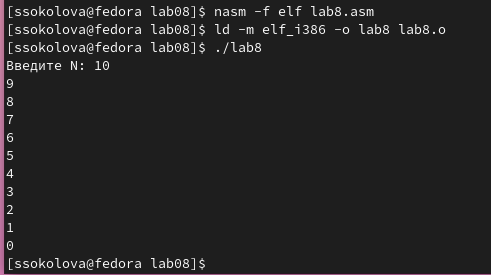 [ssokolova@fedora lab08]$ nasm -f elf lab8.asm
[ssokolova@fedora lab08]$ ld -m elf_i386 -o lab8 lab8.o
[ssokolova@fedora lab08]$ ./lab8
Введите N: 10
9
8
7
6
5
4
3
2
1
0
[ssokolova@fedora lab08]$